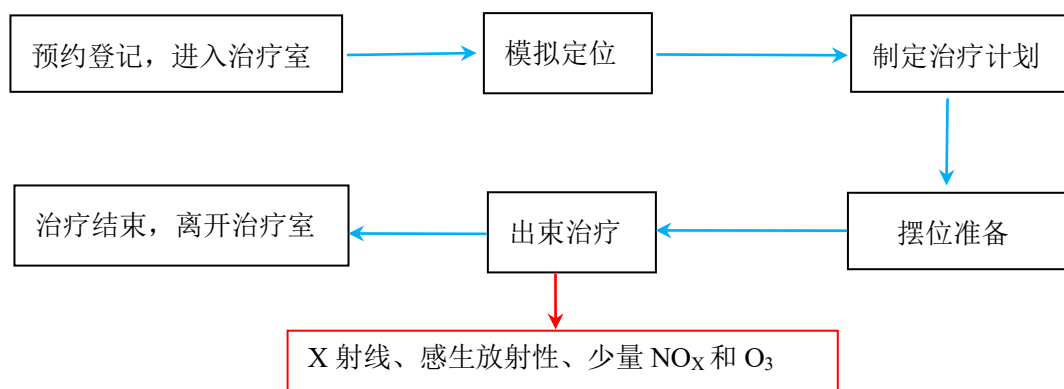 预约登记，进入治疗室
模拟定位
制定治疗计划
摆位准备
出束治疗
治疗结束，离开治疗室
X 射线、感生放射性、少量 NOX 和 O3